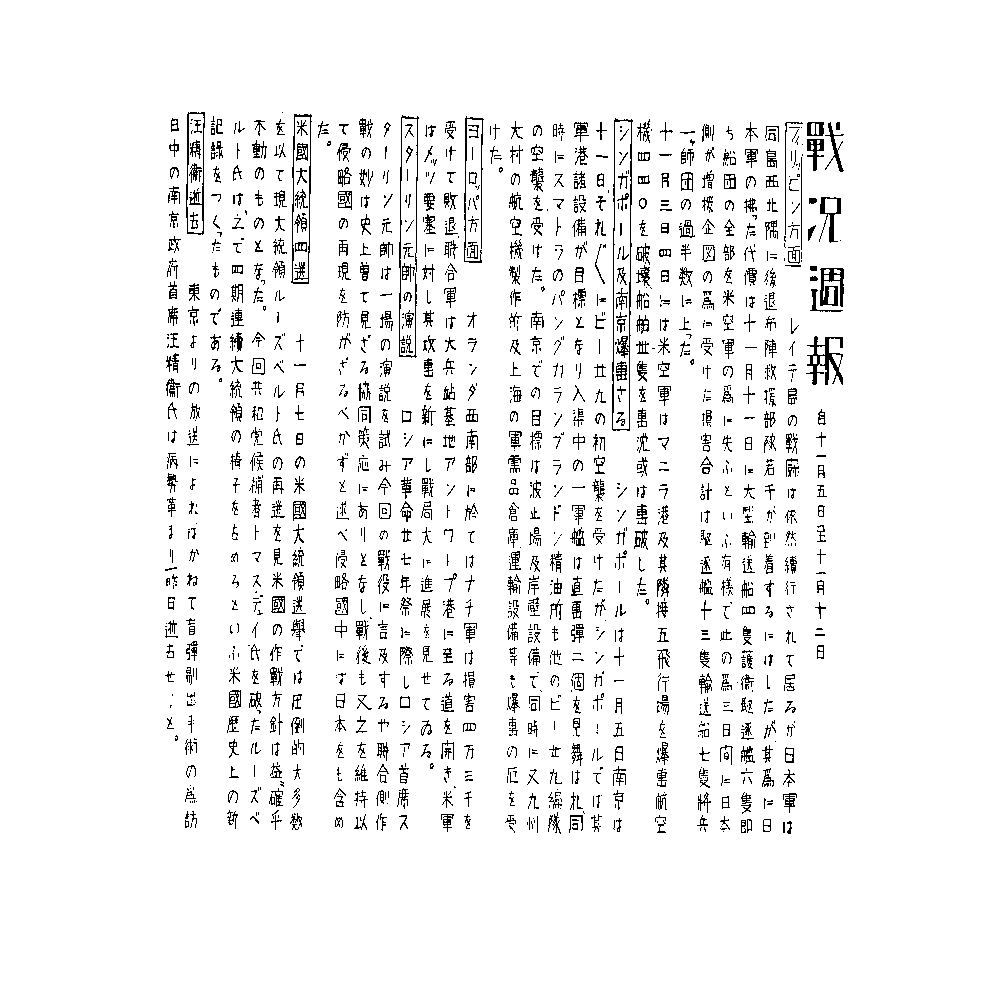 戰況週報
自十一月五日至十一月十二日
フィリッピン方面　レイテ島の戰鬪は依然續行されて居るが日本軍は
同島西北隅に後退布陣救援部隊若千が到着するにはしたが其爲に日
本軍の拂った代償は十一月十一日に大型輸送船四隻護衛駆逐艦六隻即
ち船団の全部を米空軍の爲に失ふといふ有樣で此の爲三日間に日本
側が増援企図の爲に受けた損害合計は駆逐艦十三隻輸送船七隻將兵
一師団の過半数に上った。
十一月三日四日には米空軍はマニラ港及其隣接五飛行場を爆撃航空
機四四〇を破壊船舶廿隻を撃沈或は撃破した。
シンガポール及南京爆撃さる　シンガポールは十一月五日南京は
十一日それ／＼にビー廿九の初空襲を受けたがシンガポールでは其
軍港諸設備が目標となり入渠中の一軍艦は直撃彈二個を見舞はれ、同
時にスマトラのパングカランブランドン精油所も他のビー廿九編隊
の空襲を受けた。南京での目標は波止場及岸壁設備で、同時に又九州
大村の航空機製作所及上海の軍需品倉庫、運輸設備等も爆撃の厄を受
けた。
ヨーロッパ方面　オランダ西南部に於てはナチ軍は損害四万三千を
受けて敗退、聯合軍は大兵站基地アントワープ港に至る道を開き、米軍
はメッツ要塞に対し其攻撃を新にし戰局大に進展を見せてゐる。
スターリン元帥の演説　ロシア革命廿七年祭に際しロシア首席ス
ターリン元帥は一場の演説を試み今回の戰役に言及するや聯合側作
戰の妙は史上曽て見ざる協同策応にありとなし、戰後も又之を維持以
て侵略國の再現を防がざるべからずと述べ侵略國中には日本をも含め
た。
米國大統領四選　十一月七日の米國大統領選擧では圧倒的大多数
を以て現大統領ルーズベルト氏の再選を見米國の作戰方針は益〻確乎
不動のものとなった。今回共和党候補者トマス、デイ氏を破ったルーズベ
ルト氏は、之で四期連續大統領の椅子をしめるといふ米國歴史上の新
記録をつくったものである。
汪精衛逝去　東京よりの放送によればかねて盲彈剔出手術の爲訪
日中の南京政府首席汪精衛氏は病勢革まり一昨日逝去せりと。